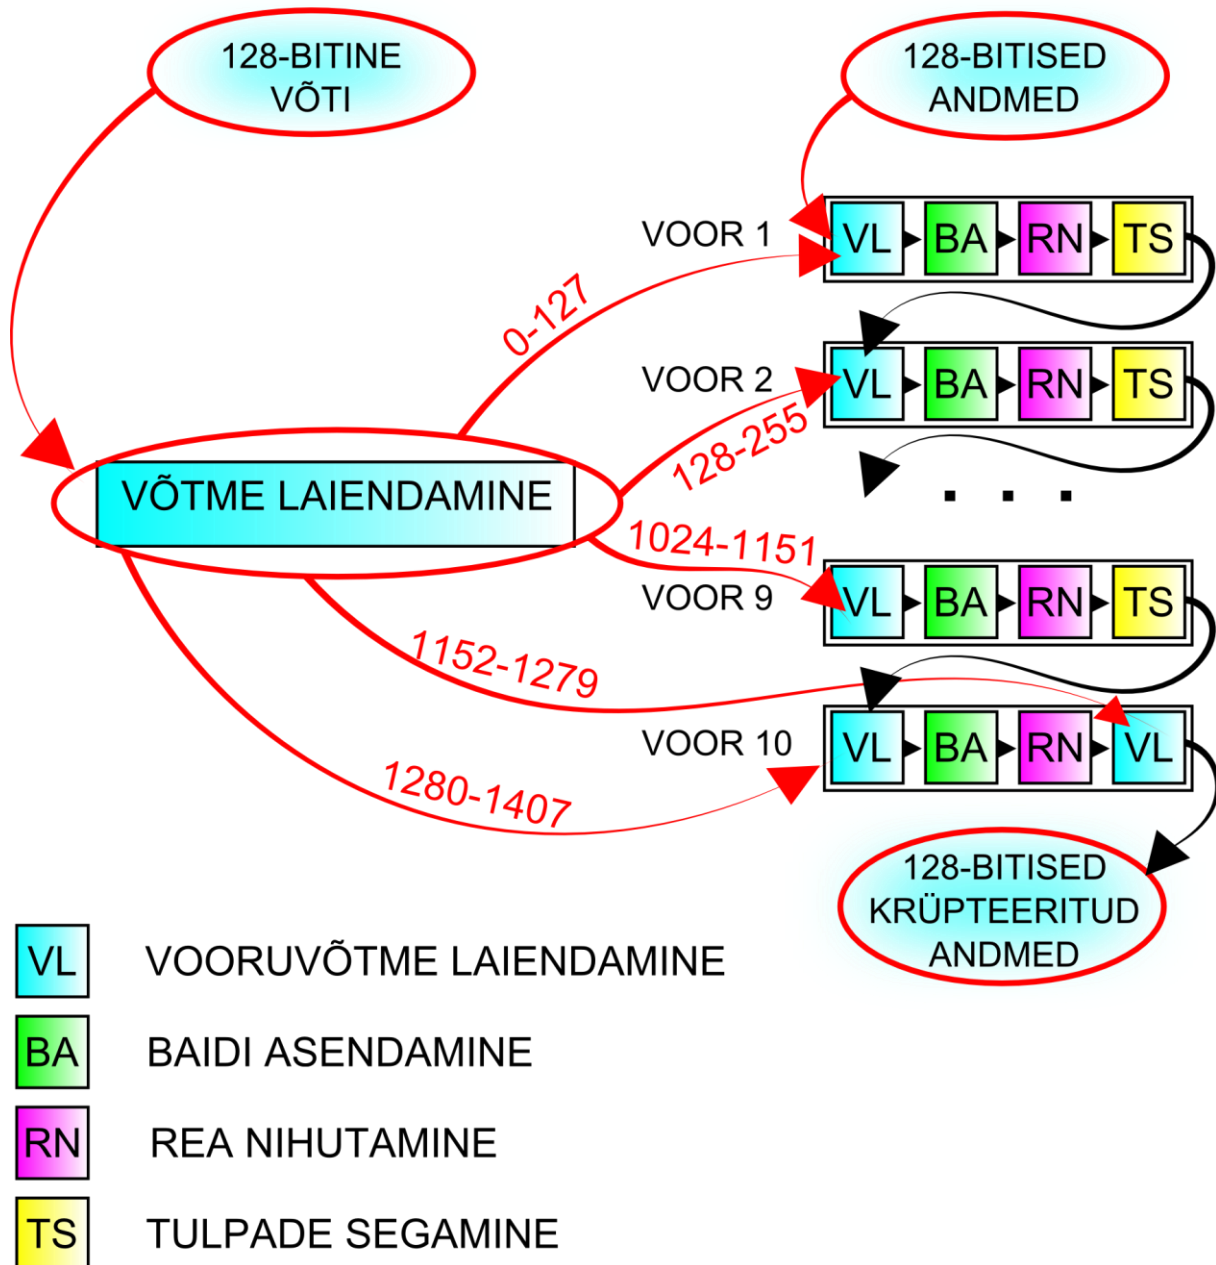 128-BITINE
VÕTI
128-BITISED
ANDMED
VOOR 1
VL BA RN TS
0-127
VOOR 2
VL BA RN TS
128-255
. . .
VÕTME LAIENDAMINE
1024-1151
VOOR 9
VL BA RN TS
1152-1279
VOOR 10
VL BA RN VL
1280-1407
128-BITISED
KRÜPTEERITUD
ANDMED
VL VOORUVÕTME LAIENDAMINE
BA BAIDI ASENDAMINE
RN REA NIHUTAMINE
TS TULPADE SEGAMINE